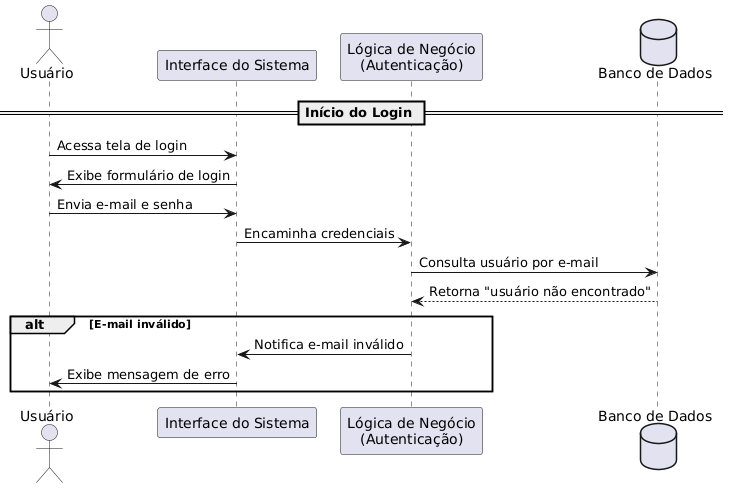 Usuário
Interface do Sistema
Lógica de Negócio
(Autenticação)
Banco de Dados
Início do Login
Acessa tela de login
Exibe formulário de login
Envia e-mail e senha
Encaminha credenciais
Consulta usuário por e-mail
Retorna "usuário não encontrado"
alt [E-mail inválido]
Notifica e-mail inválido
Exibe mensagem de erro
Usuário
Interface do Sistema
Lógica de Negócio
(Autenticação)
Banco de Dados